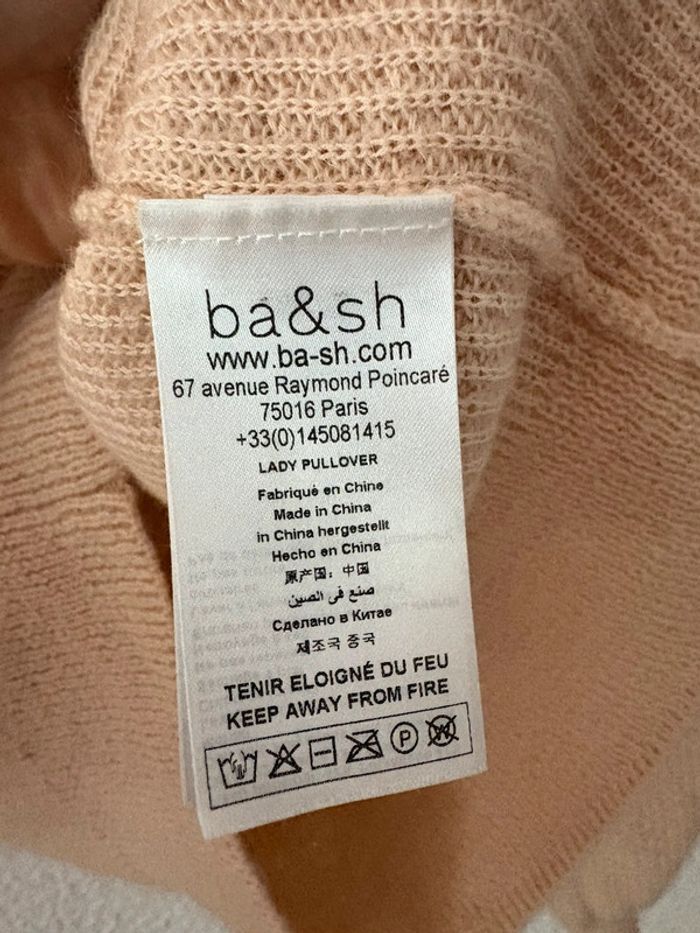 ba&sh
www.ba-sh.com
67 avenue Raymond Poincaré
75016 Paris
+33(0)145081415
LADY PULLOVER
Fabriqué en Chine
Made in China
in China hergestellt
Hecho en China
原产国：中国
صنع في الصين
Сделано в Китае
제조국 중국
TENIR ELOIGNÉ DU FEU
KEEP AWAY FROM FIRE
P
W